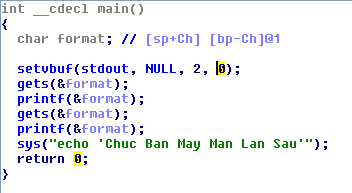 int __cdecl main()
{
char format; // [sp+Ch] [bp-Ch]@1
setvbuf(stdout, NULL, 2, 0);
gets(&format);
printf(&format);
gets(&format);
printf(&format);
sys("echo 'Chuc Ban May Man Lan Sau'");
return 0;
}